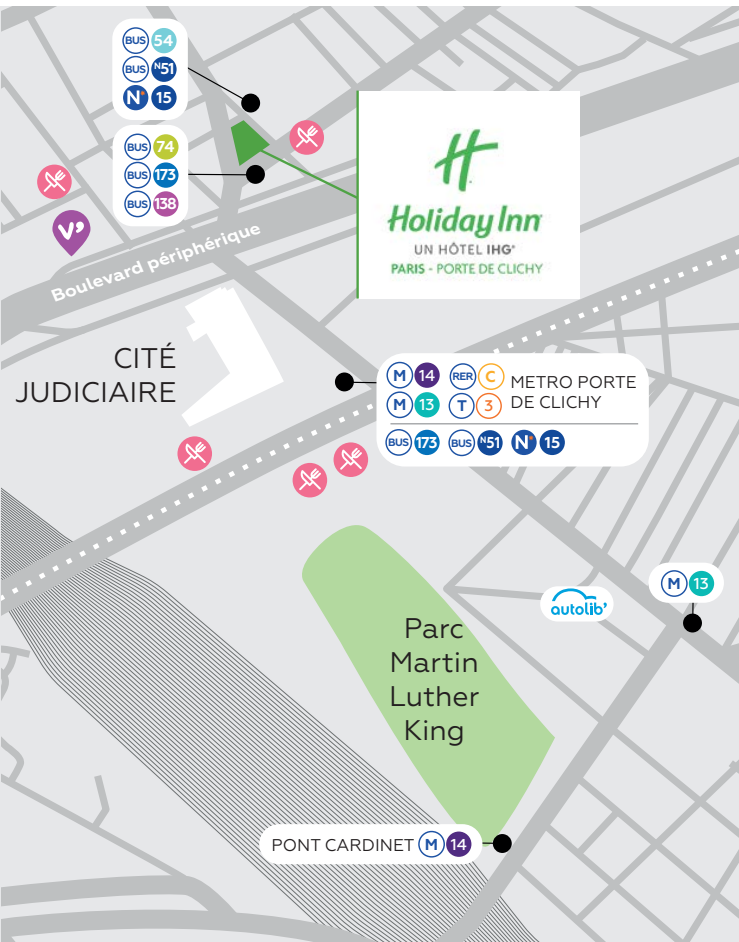 BUS 54
BUS N51
N 15
BUS 74
BUS 173
BUS 138
V'
Boulevard périphérique
H
Holiday Inn
UN HÔTEL IHG®
PARIS - PORTE DE CLICHY
CITÉ
JUDICIAIRE
M 14 RER C METRO PORTE
M 13 T 3 DE CLICHY
BUS 173 BUS N51 N 15
M 13
autolib'
Parc
Martin
Luther
King
PONT CARDINET M 14